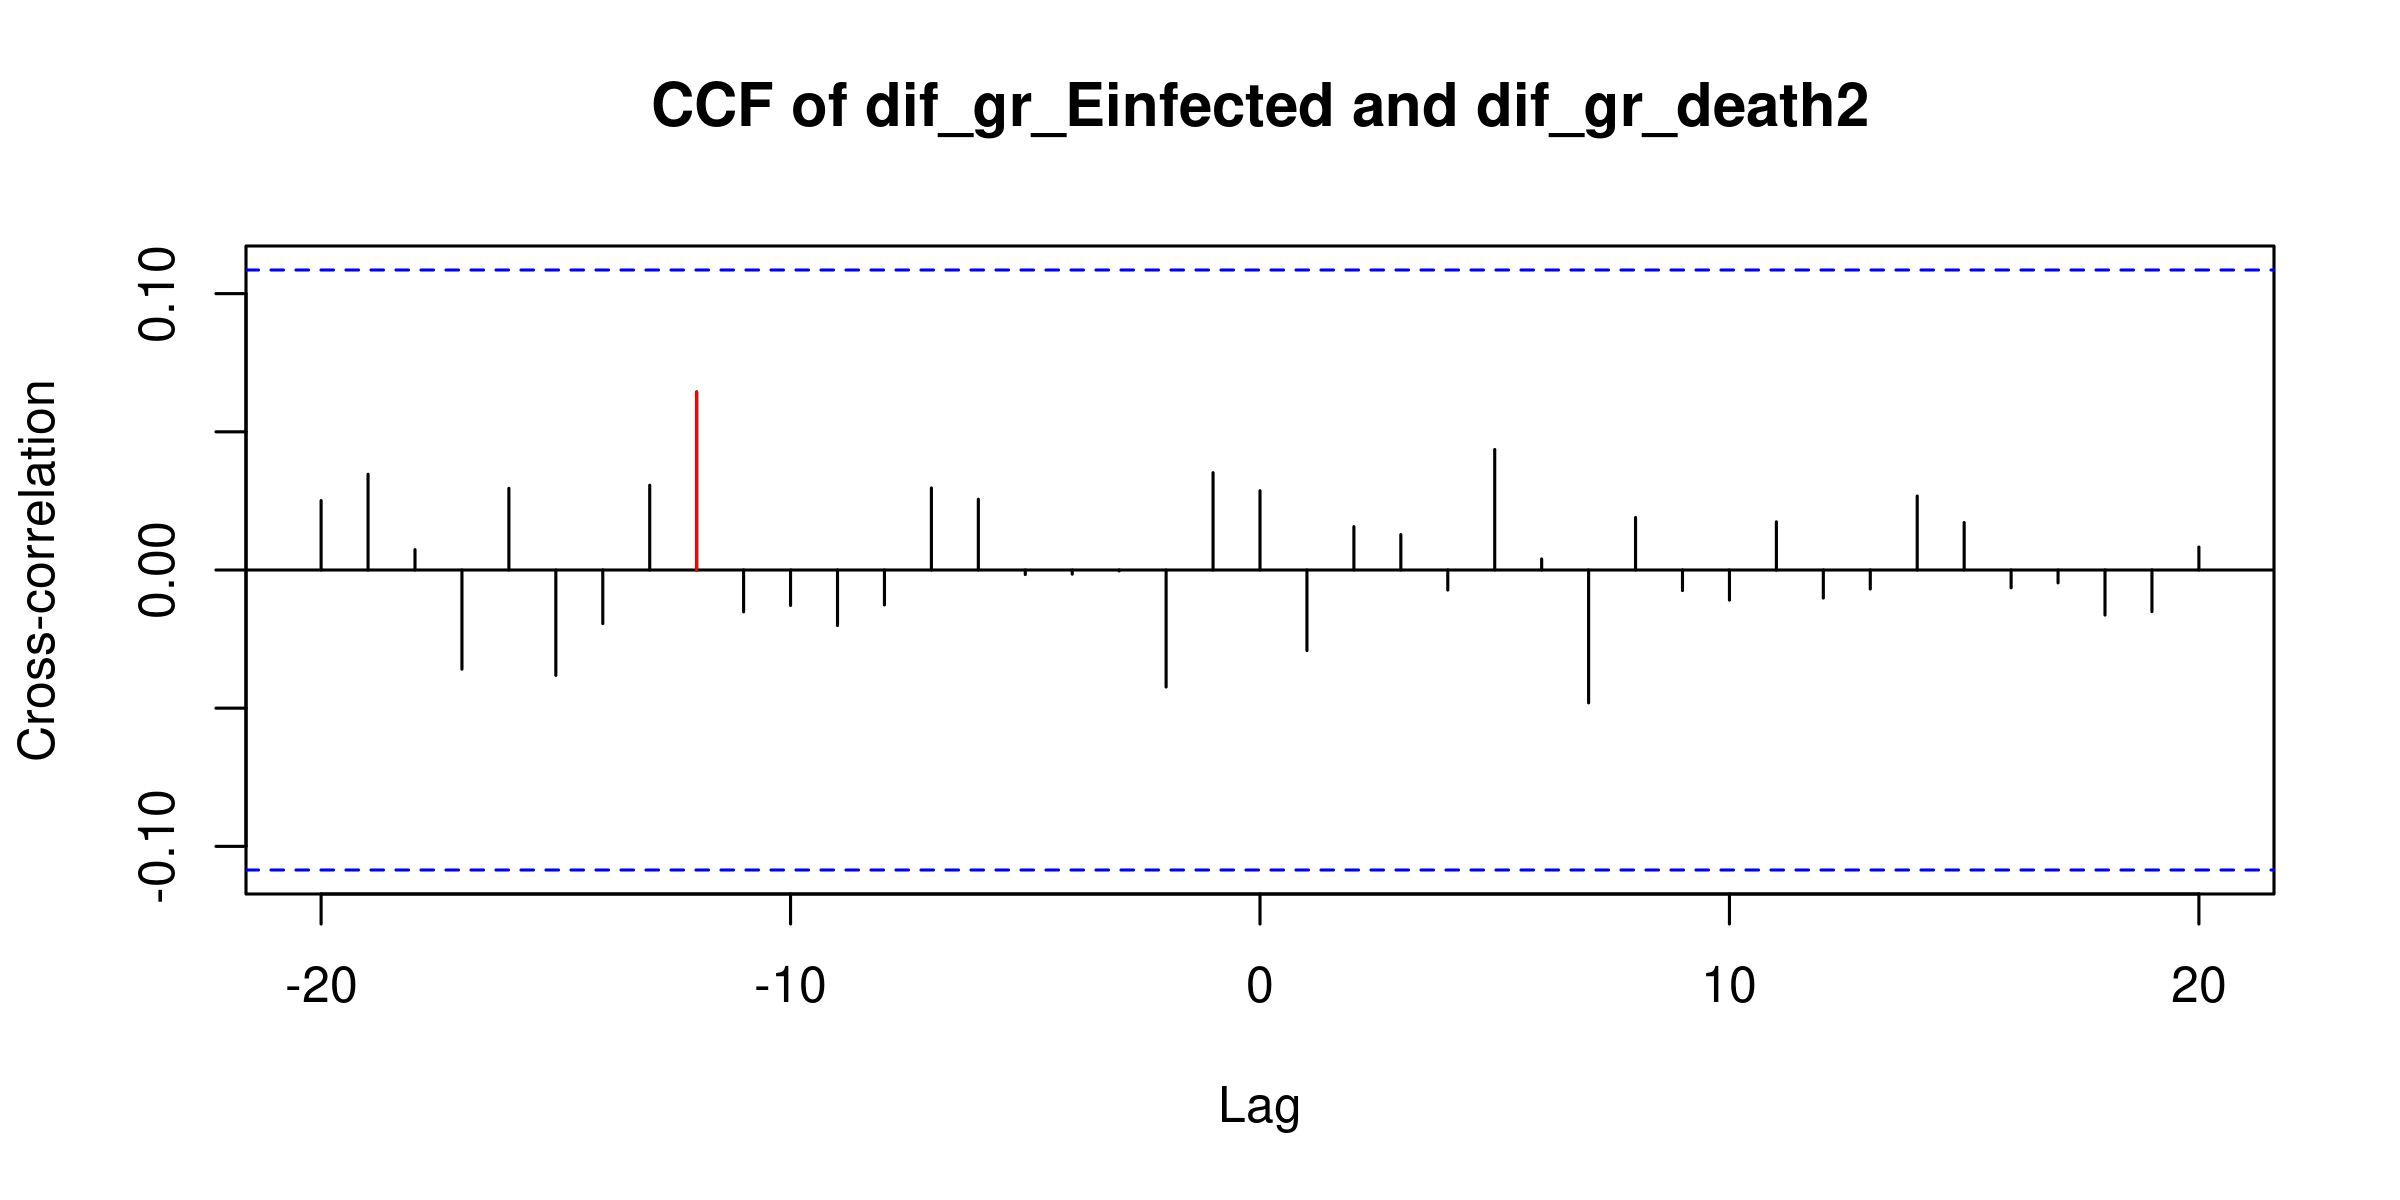 CCF of dif_gr_Einfected and dif_gr_death2
Cross-correlation
0.10
0.00
-0.10
-20 -10 0 10 20
Lag